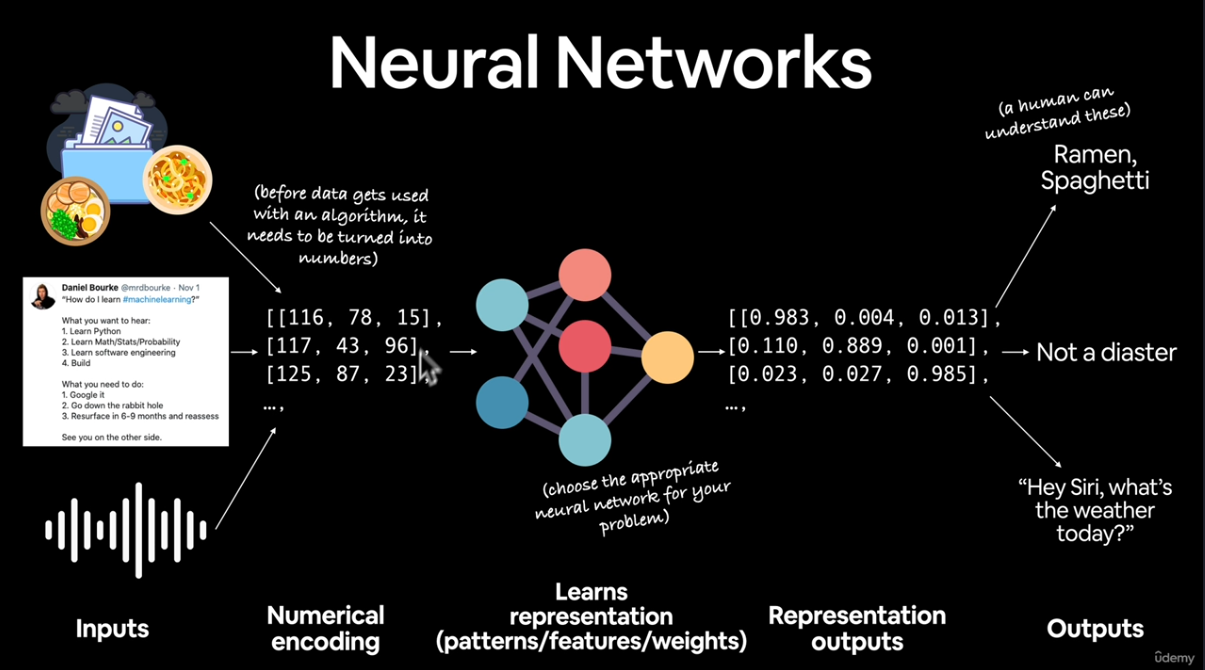 Neural Networks
(a human can
understand these)
Ramen,
Spaghetti
(before data gets used
with an algorithm, it
needs to be turned into
numbers)
Daniel Bourke @mrdbourke · Nov 1
“How do I learn #machinelearning?”
What you want to hear:
1. Learn Python
2. Learn Math/Stats/Probability
3. Learn software engineering
4. Build
What you need to do:
1. Google it
2. Go down the rabbit hole
3. Resurface in 6-9 months and reassess
See you on the other side.
[[116, 78, 15],
[117, 43, 96],
[125, 87, 23],
…,
(choose the appropriate
neural network for your
problem)
[[0.983, 0.004, 0.013],
[0.110, 0.889, 0.001],
[0.023, 0.027, 0.985],
…,
Not a diaster
“Hey Siri, what’s
the weather
today?”
Inputs
Numerical
encoding
Learns
representation
(patterns/features/weights)
Representation
outputs
Outputs
udemy